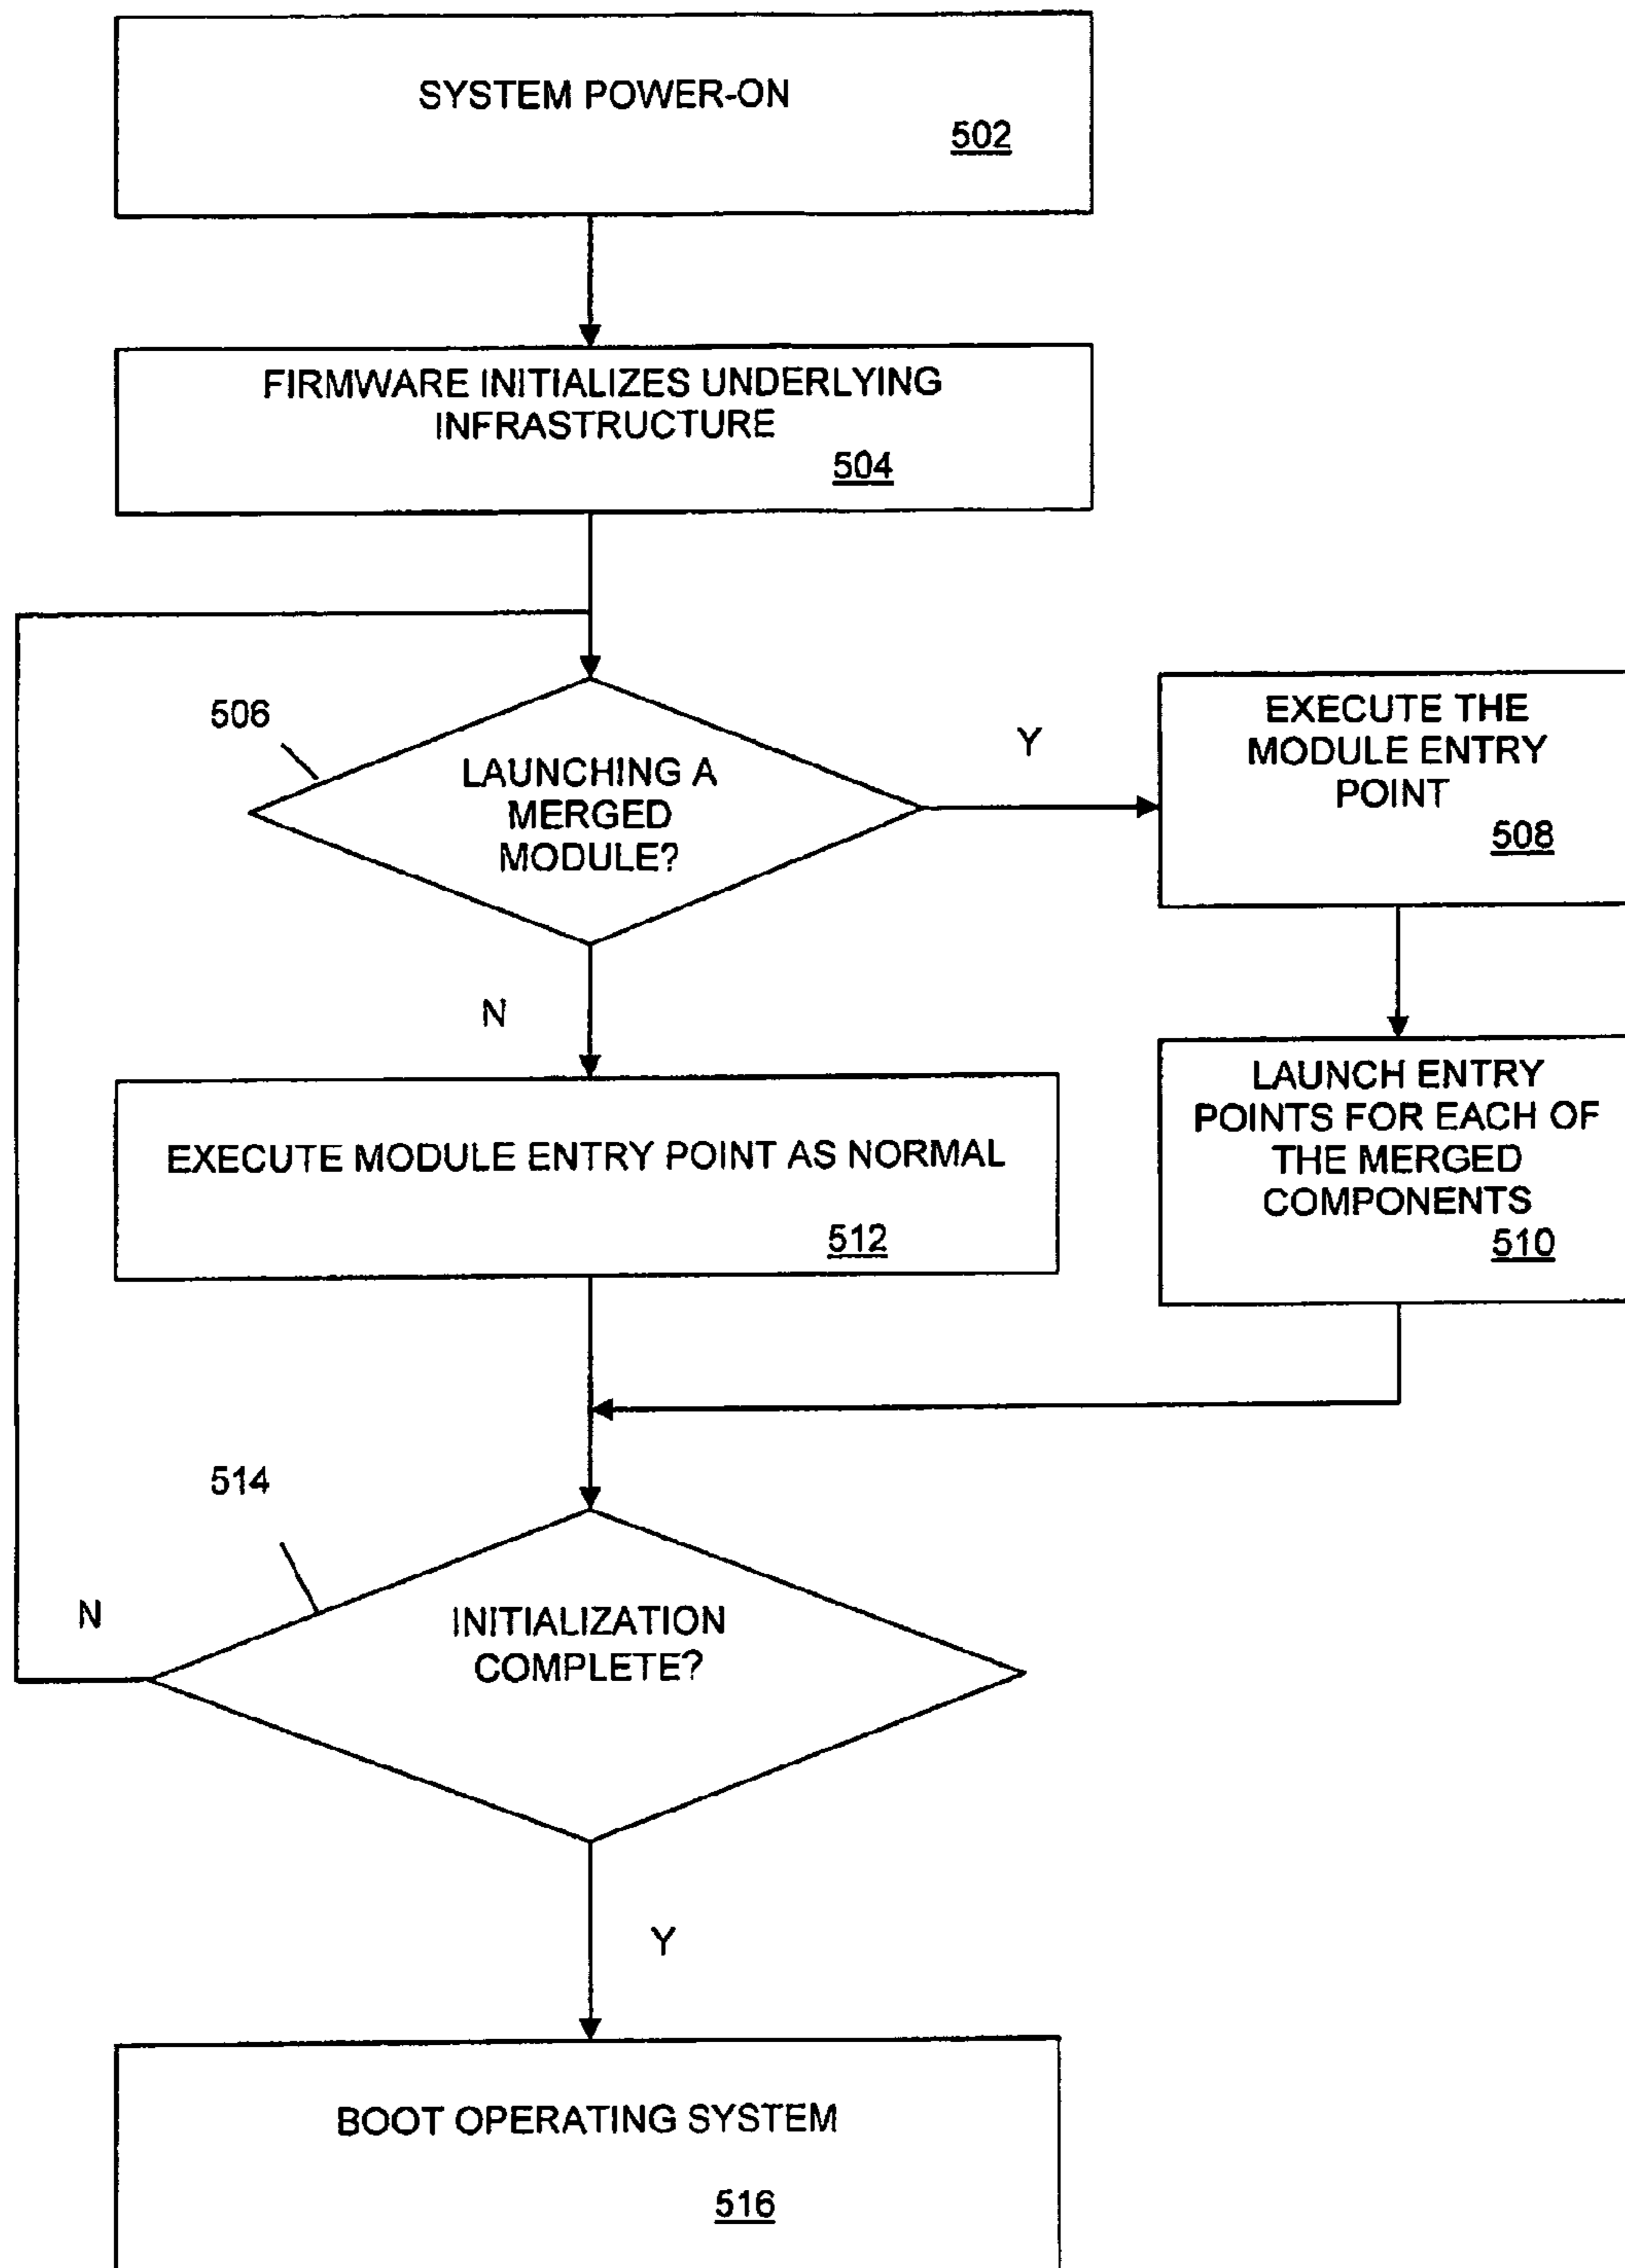 SYSTEM POWER-ON
502
FIRMWARE INITIALIZES UNDERLYING
INFRASTRUCTURE
504
506
LAUNCHING A
MERGED
MODULE?
Y
EXECUTE THE
MODULE ENTRY
POINT
508
N
EXECUTE MODULE ENTRY POINT AS NORMAL
512
LAUNCH ENTRY
POINTS FOR EACH OF
THE MERGED
COMPONENTS
510
514
N
INITIALIZATION
COMPLETE?
Y
BOOT OPERATING SYSTEM
516